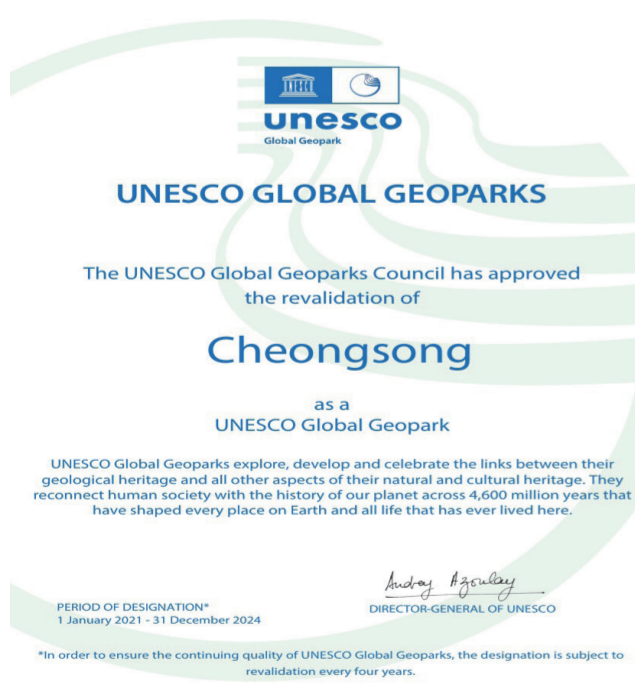 unesco
Global Geopark
UNESCO GLOBAL GEOPARKS
The UNESCO Global Geoparks Council has approved
the revalidation of
Cheongsong
as a
UNESCO Global Geopark
UNESCO Global Geoparks explore, develop and celebrate the links between their
geological heritage and all other aspects of their natural and cultural heritage. They
reconnect human society with the history of our planet across 4,600 million years that
have shaped every place on Earth and all life that has ever lived here.
Audrey Azoulay
PERIOD OF DESIGNATION*
1 January 2021 - 31 December 2024
DIRECTOR-GENERAL OF UNESCO
*In order to ensure the continuing quality of UNESCO Global Geoparks, the designation is subject to
revalidation every four years.